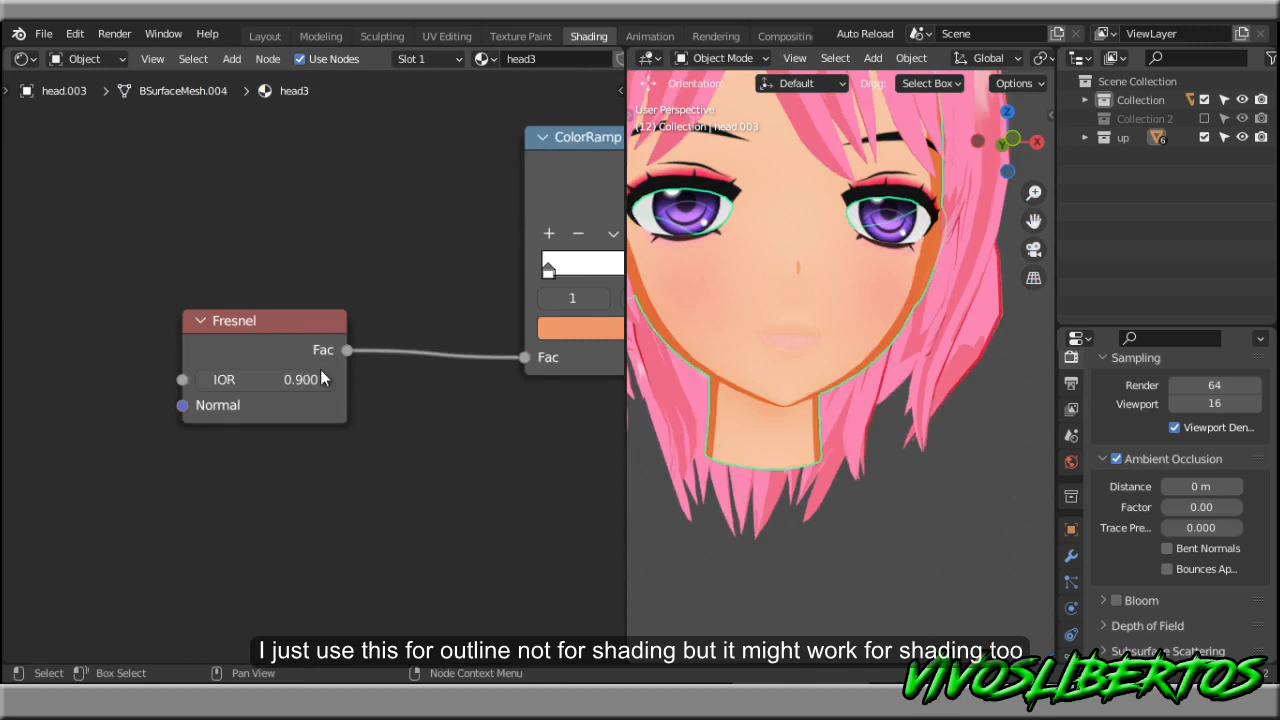 File Edit Render Window Help Layout Modeling Sculpting UV Editing Texture Paint Shading Animation Rendering Auto Reload Scene ViewLayer
Object View Select Add Node Use Nodes Slot 1 head3 Object Mode View Select Add Object Global
head.003 BSurfaceMesh.004 head3
Orientation: Default Drag: Select Box Options
User Perspective
(12) Collection | head.003
Z
Y X
Scene Collection
Collection
Collection 2
up 6
ColorRamp
1
Fac
Fresnel
Fac
IOR 0.900
Normal
Sampling
Render 64
Viewport 16
Viewport Den...
Ambient Occlusion
Distance 0 m
Factor 0.00
Trace Pre... 0.000
Bent Normals
Bounces Ap...
Bloom
Depth of Field
Subsurface Scattering
I just use this for outline not for shading but it might work for shading too
Select Box Select Pan View Node Context Menu
VIVOSLIBERTOS